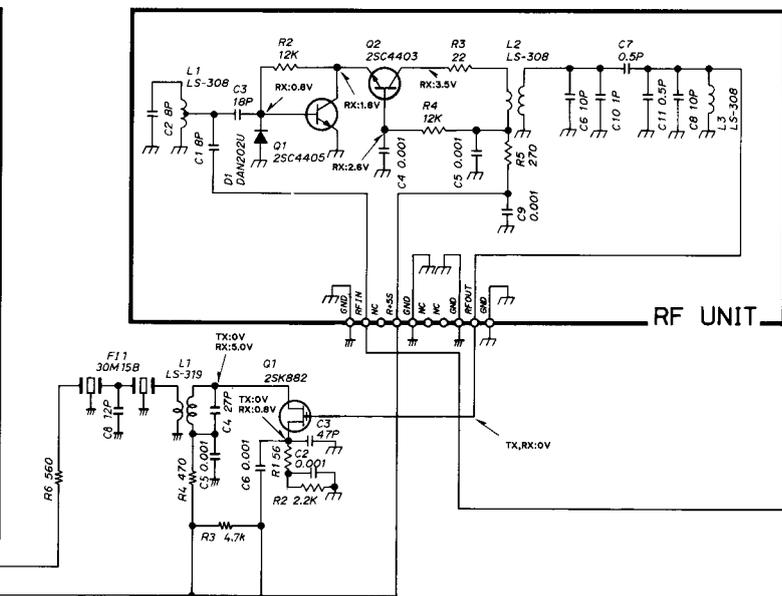 R2
12K
Q2
2SC4403
R3
22
L2
LS-308
C7
0.5P
L1
LS-308
C3
18P
RX:0.8V
RX:1.8V
RX:3.5V
R4
12K
C2 8P
C1 8P
D1
DAN202U
Q1
2SC4405
RX:2.6V
C4 0.001
C5 0.001
R5
270
C9
0.001
C6 10P
C10 1P
C11 0.5P
C8 10P
L3
LS-308
GND
RFIN
NC
R+5S
GND
NC
NC
GND
RFOUT
GND
RF UNIT
TX:0V
RX:5.0V
FI1
30M15B
L1
LS-319
Q1
2SK882
TX:0V
RX:0.8V
C8 12P
C4 27P
C3
47P
TX,RX:0V
R6 560
R4 470
C5 0.001
C6 0.001
R1 56
C2
0.001
R2 2.2K
R3 4.7k